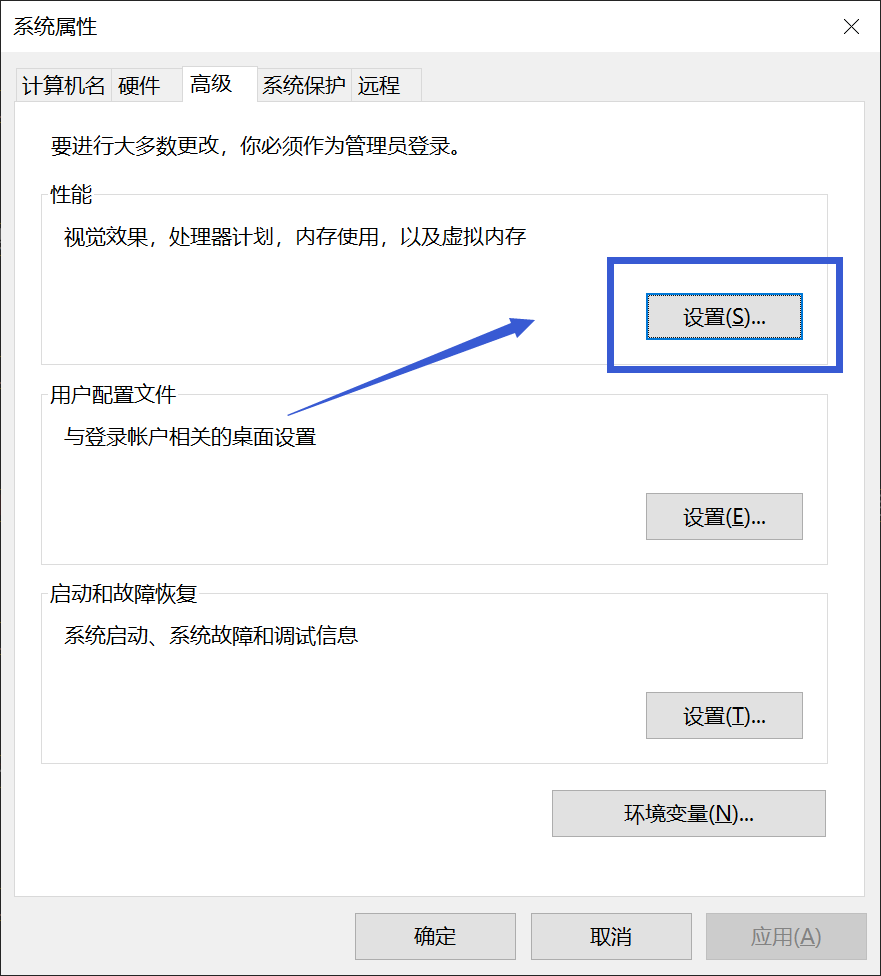 系统属性
计算机名 硬件 高级 系统保护 远程
要进行大多数更改，你必须作为管理员登录。
性能
视觉效果，处理器计划，内存使用，以及虚拟内存
设置(S)...
用户配置文件
与登录帐户相关的桌面设置
设置(E)...
启动和故障恢复
系统启动、系统故障和调试信息
设置(T)...
环境变量(N)...
确定 取消 应用(A)